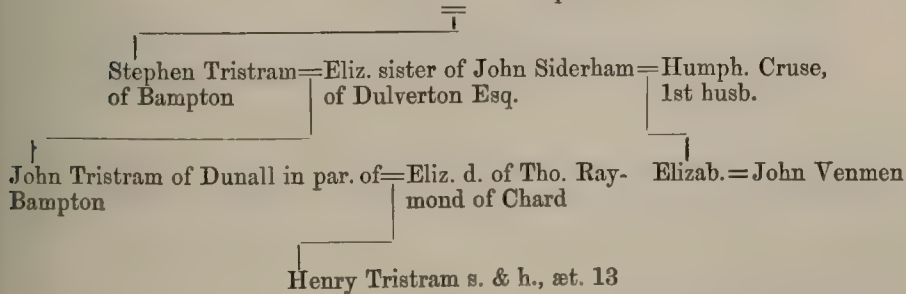 Stephen Tristram=Eliz. sister of John Siderham=Humph. Cruse,
of Bampton of Dulverton Esq. 1st husb.
John Tristram of Dunall in par. of=Eliz. d. of Tho. Ray- Elizab.=John Venmen
Bampton mond of Chard
Henry Tristram s. & h., æt. 13